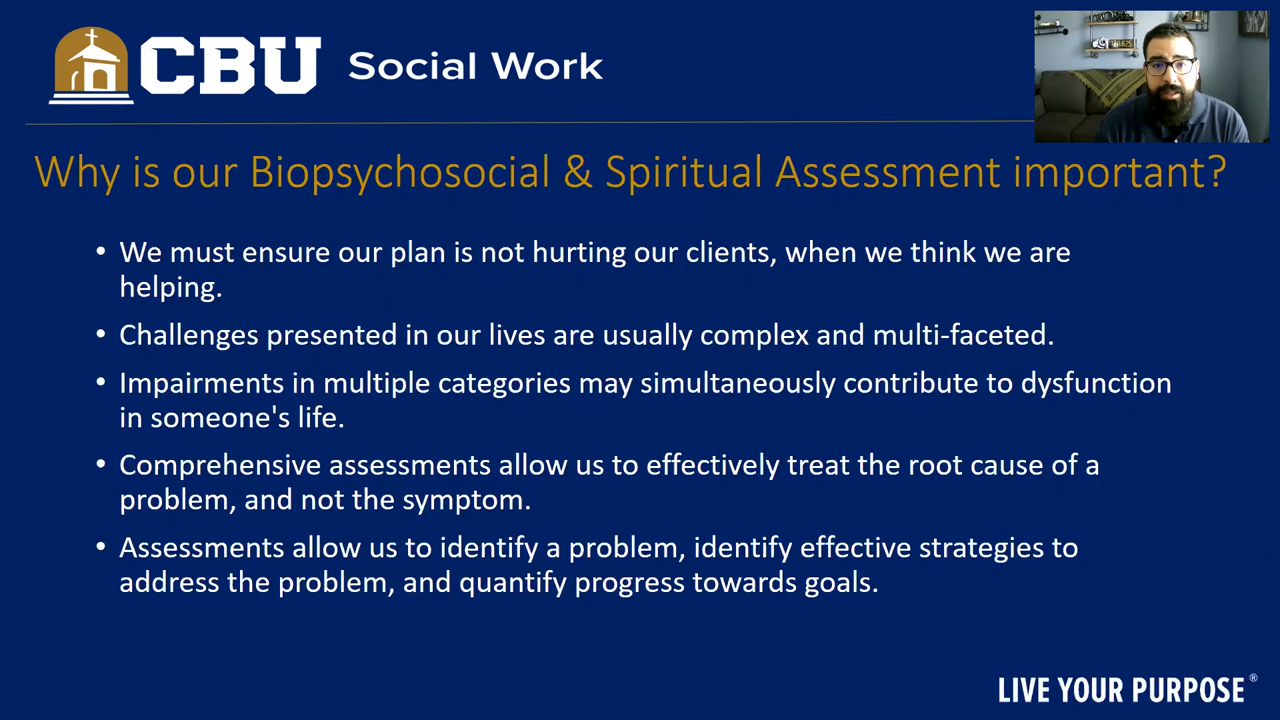 CBU Social Work
Why is our Biopsychosocial & Spiritual Assessment important?
• We must ensure our plan is not hurting our clients, when we think we are
helping.
• Challenges presented in our lives are usually complex and multi-faceted.
• Impairments in multiple categories may simultaneously contribute to dysfunction
in someone's life.
• Comprehensive assessments allow us to effectively treat the root cause of a
problem, and not the symptom.
• Assessments allow us to identify a problem, identify effective strategies to
address the problem, and quantify progress towards goals.
LIVE YOUR PURPOSE®